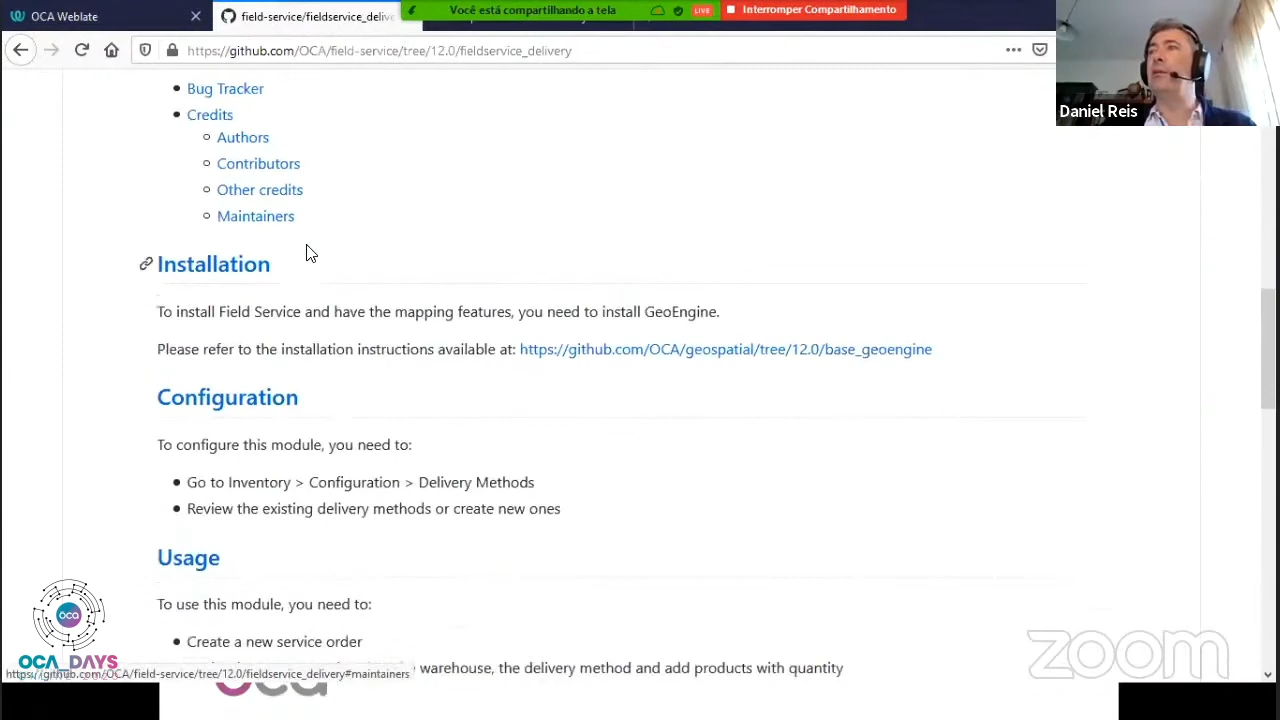 OCA Weblate
field-service/fieldservice_delive
Você está compartilhando a tela
LIVE
Interromper Compartilhamento
https://github.com/OCA/field-service/tree/12.0/fieldservice_delivery
Daniel Reis
Bug Tracker
Credits
Authors
Contributors
Other credits
Maintainers
Installation
To install Field Service and have the mapping features, you need to install GeoEngine.
Please refer to the installation instructions available at: https://github.com/OCA/geospatial/tree/12.0/base_geoengine
Configuration
To configure this module, you need to:
Go to Inventory > Configuration > Delivery Methods
Review the existing delivery methods or create new ones
Usage
To use this module, you need to:
Create a new service order
warehouse, the delivery method and add products with quantity
oca
OCA_DAYS
https://github.com/OCA/field-service/tree/12.0/fieldservice_delivery#maintainers
oca
zoom